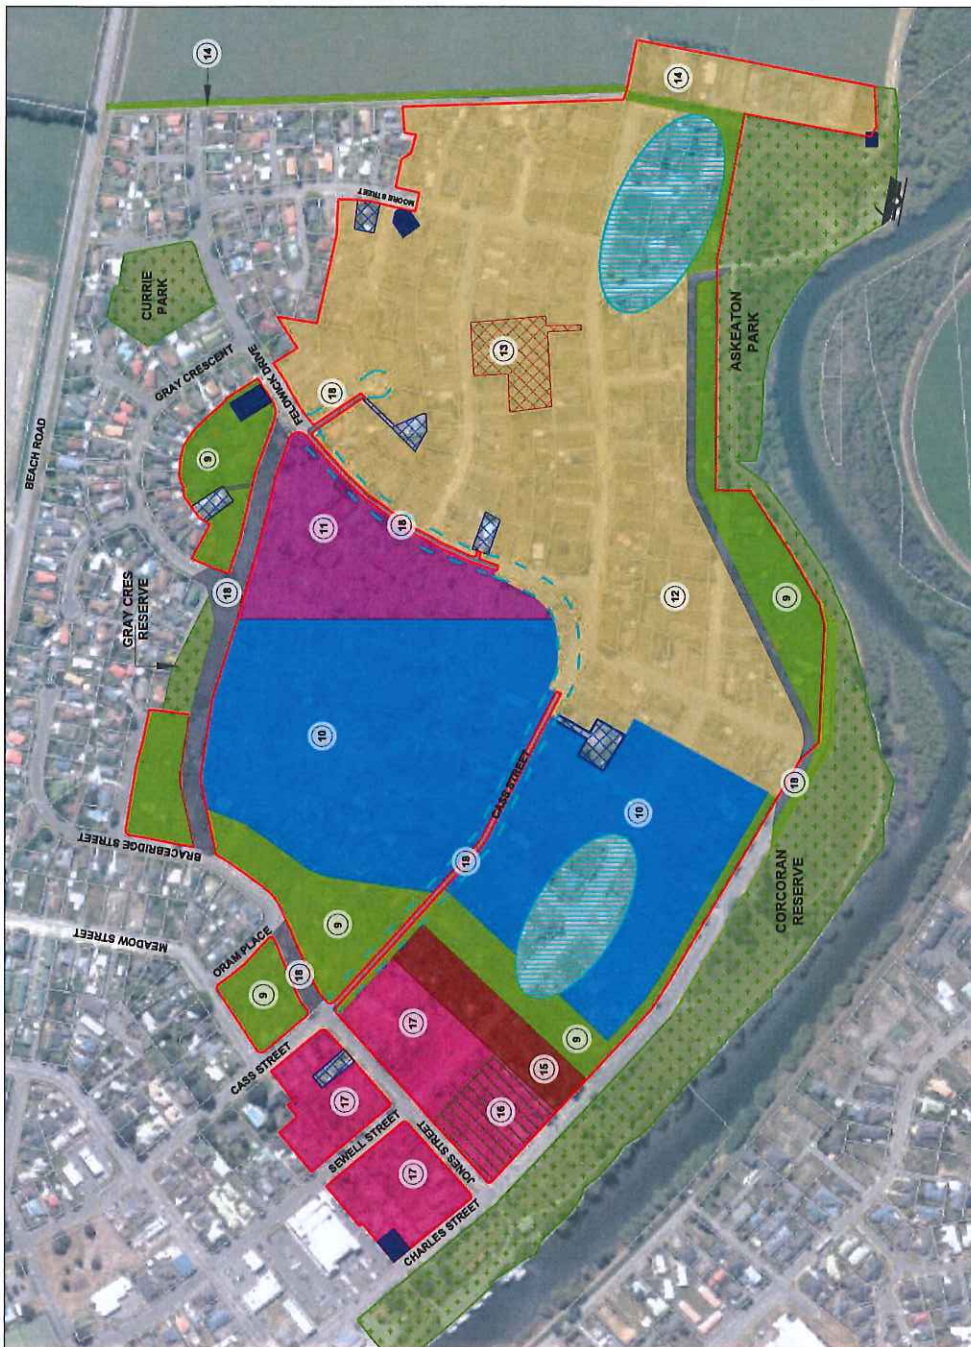 14
14
MOORE STREET
CURRIE
PARK
BEACH ROAD
GRAY CRESCENT
FELDWICK DRIVE
13
ASKEATON
PARK
18
9
11
18
GRAY CRES
RESERVE
18
12
9
10
CASS STREET
10
18
BRACEBRIDGE STREET
18
CORCORAN
RESERVE
MEADOW STREET
ORAM PLACE
9
9
18
17
9
15
CASS STREET
17
16
SEWELL STREET
JONES STREET
17
CHARLES STREET